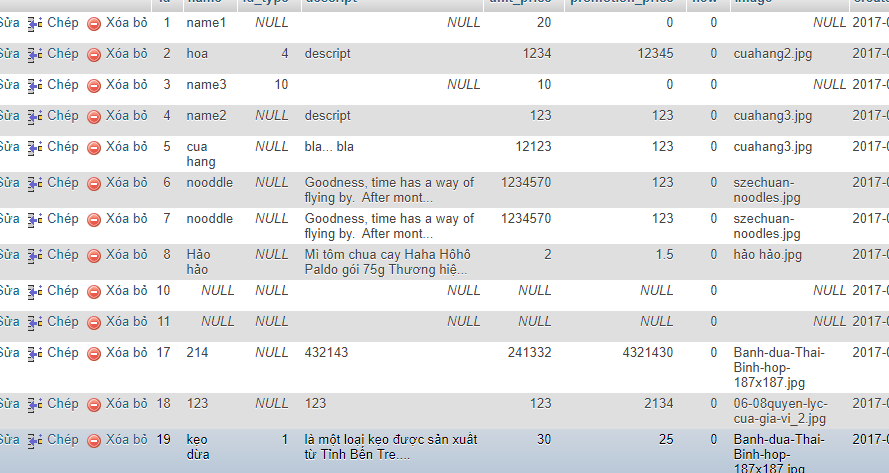 unit_price promotion_price
Sửa Chép Xóa bỏ 1 name1 NULL NULL 20 0 0 NULL 2017-0
Sửa Chép Xóa bỏ 2 hoa 4 descript 1234 12345 0 cuahang2.jpg 2017-0
Sửa Chép Xóa bỏ 3 name3 10 NULL 10 0 0 NULL 2017-0
Sửa Chép Xóa bỏ 4 name2 NULL descript 123 123 0 cuahang3.jpg 2017-0
Sửa Chép Xóa bỏ 5 cua NULL bla... bla 12123 123 0 cuahang3.jpg 2017-0
hang
Sửa Chép Xóa bỏ 6 nooddle NULL Goodness, time has a way of 1234570 123 0 szechuan- 2017-0
flying by. After mont... noodles.jpg
Sửa Chép Xóa bỏ 7 nooddle NULL Goodness, time has a way of 1234570 123 0 szechuan- 2017-0
flying by. After mont... noodles.jpg
Sửa Chép Xóa bỏ 8 Hảo NULL Mì tôm chua cay Haha Hôhô 2 1.5 0 hảo hảo.jpg 2017-0
hảo Paldo gói 75g Thương hiệ...
Sửa Chép Xóa bỏ 10 NULL NULL NULL NULL NULL 0 NULL 2017-0
Sửa Chép Xóa bỏ 11 NULL NULL NULL NULL NULL 0 NULL 2017-0
Sửa Chép Xóa bỏ 17 214 NULL 432143 241332 4321430 0 Banh-dua-Thai- 2017-0
Binh-hop-
187x187.jpg
Sửa Chép Xóa bỏ 18 123 NULL 123 123 2134 0 06-08quyen-lyc- 2017-0
cua-gia-vi_2.jpg
Sửa Chép Xóa bỏ 19 kẹo 1 là một loại kẹo được sản xuất 30 25 0 Banh-dua-Thai- 2017-0
dừa từ Tỉnh Bến Tre.... Binh-hop-
187x187.jpg